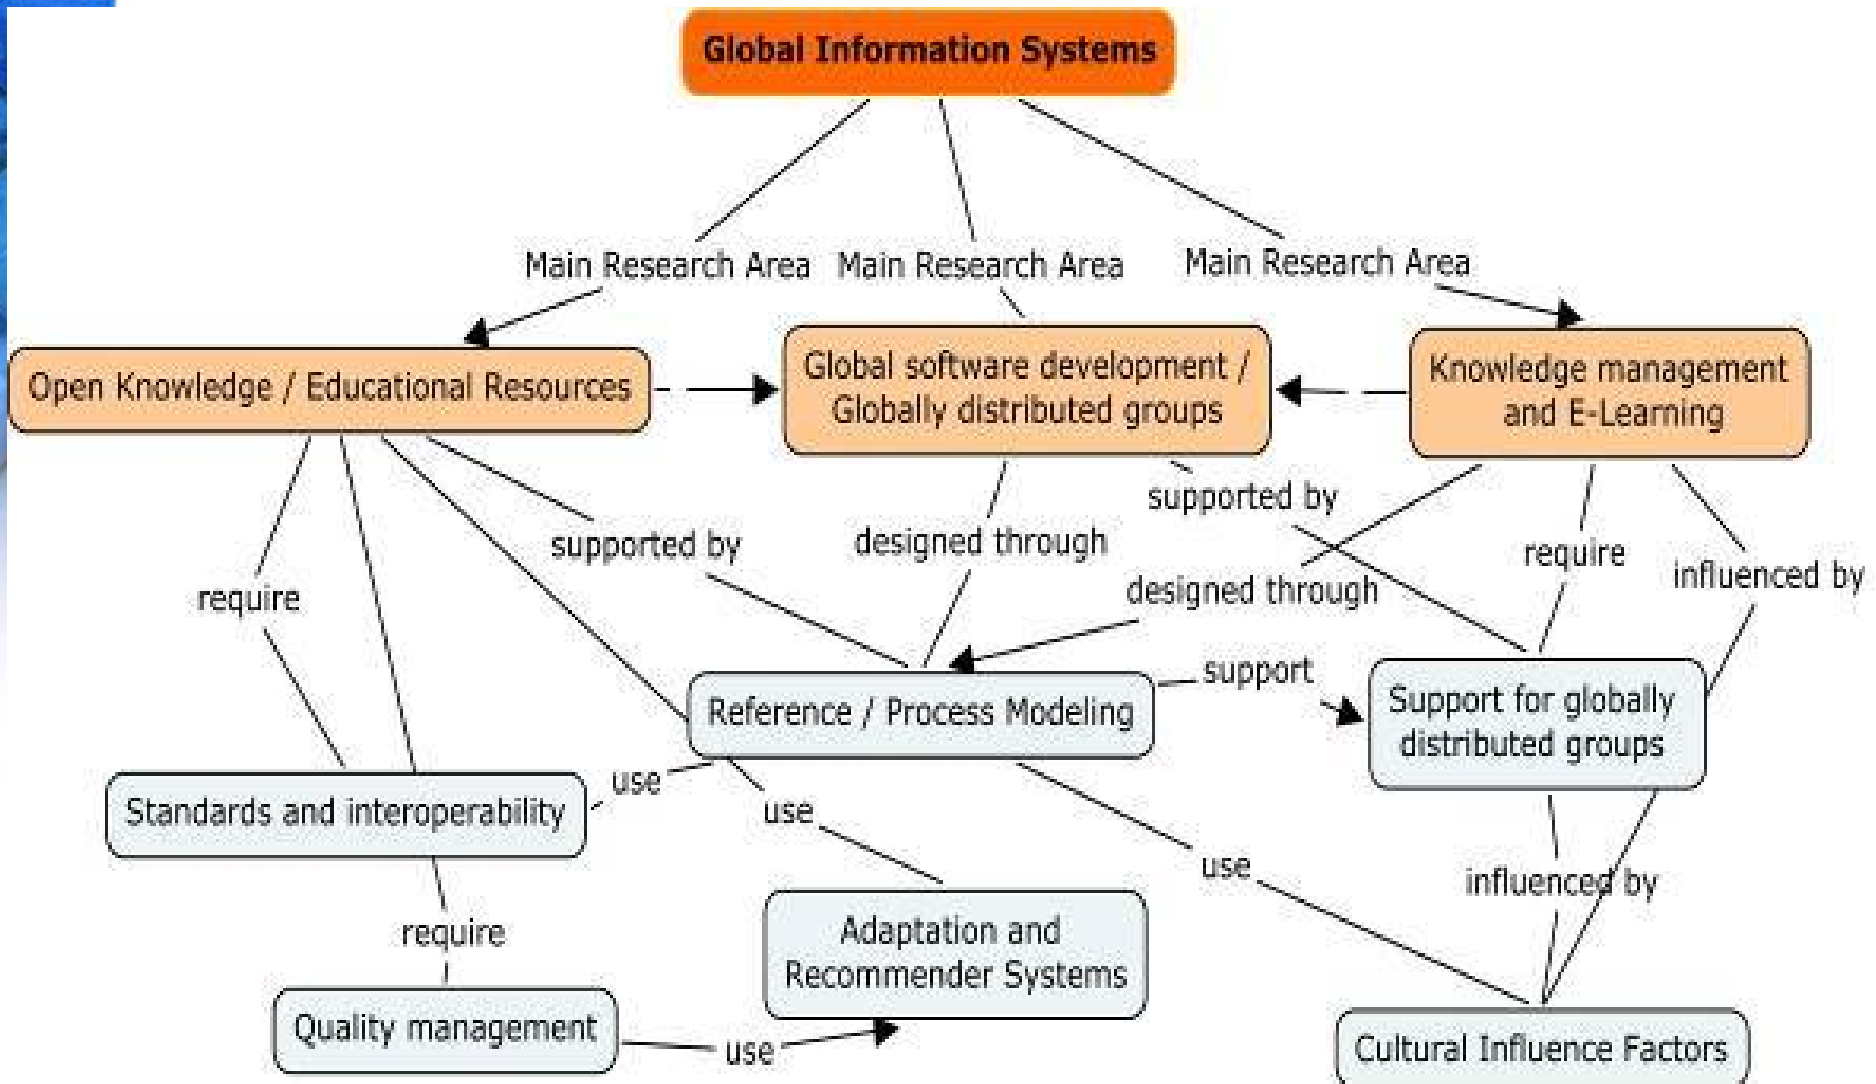 Global Information Systems
Main Research Area
Main Research Area
Main Research Area
Open Knowledge / Educational Resources
Global software development /
Globally distributed groups
Knowledge management
and E-Learning
supported by
require
supported by
designed through
require
influenced by
designed through
support
Reference / Process Modeling
Support for globally
distributed groups
Standards and interoperability
use
use
use
influenced by
require
Adaptation and
Recommender Systems
Quality management
use
Cultural Influence Factors